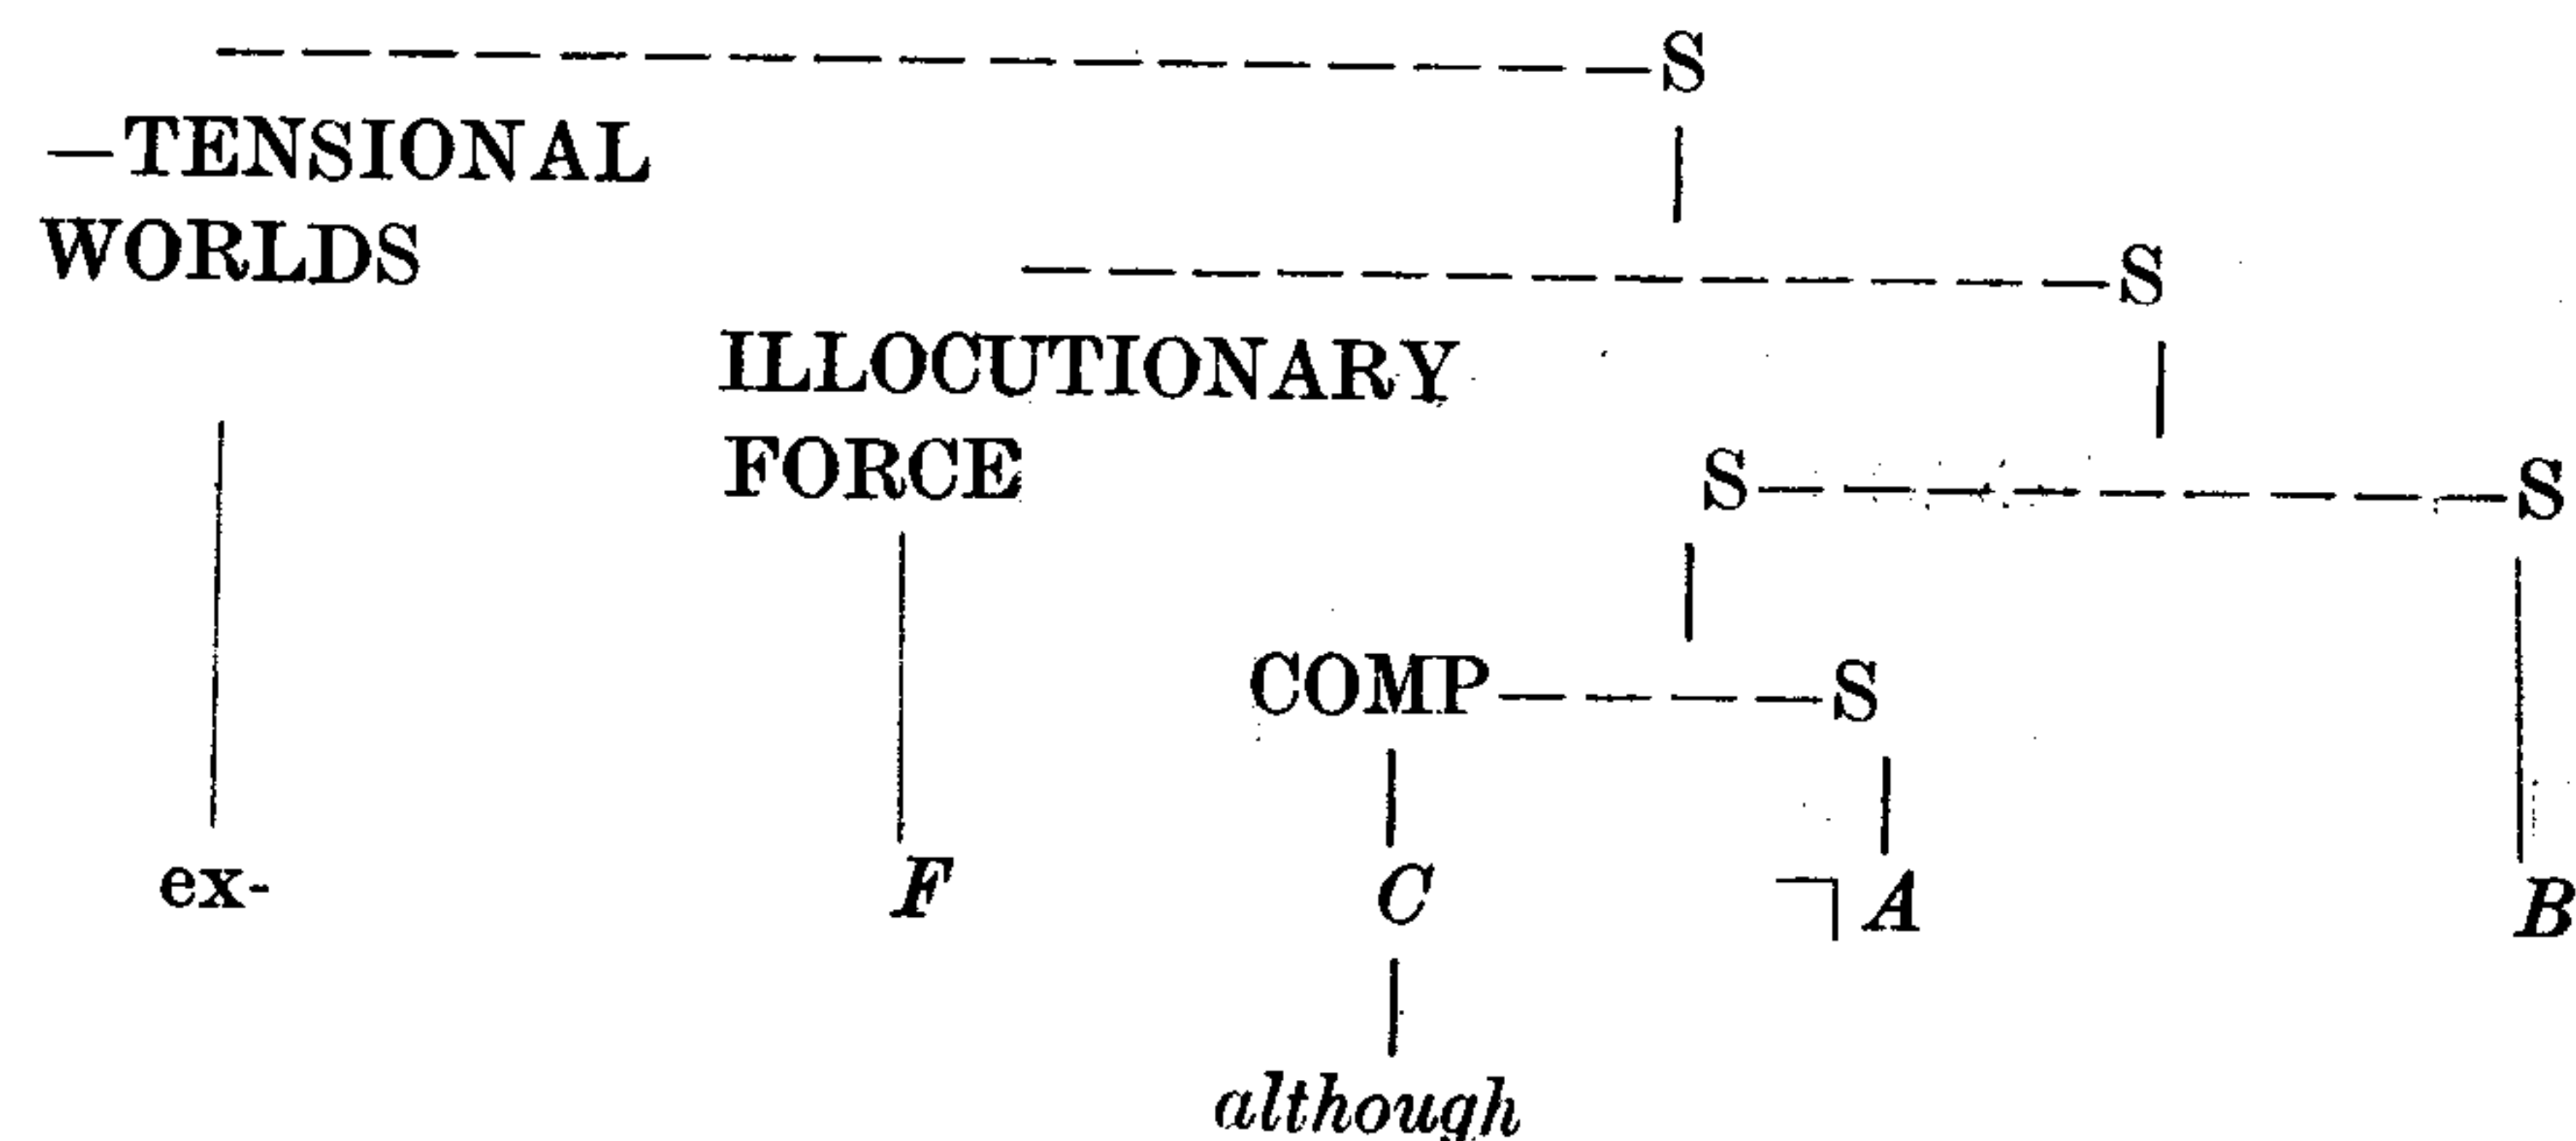 S
—TENSIONAL
WORLDS
S
ILLOCUTIONARY
FORCE
S S
COMP S
ex- F C ¬A B
although